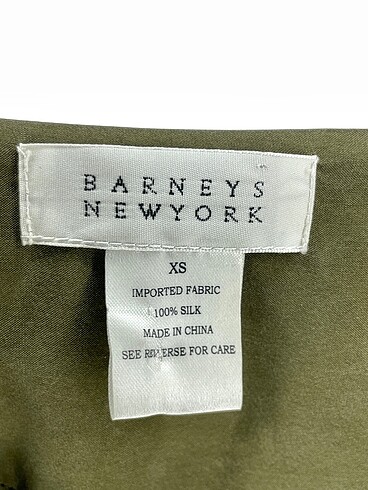 BARNEYS
NEWYORK
XS
IMPORTED FABRIC
100% SILK
MADE IN CHINA
SEE REVERSE FOR CARE